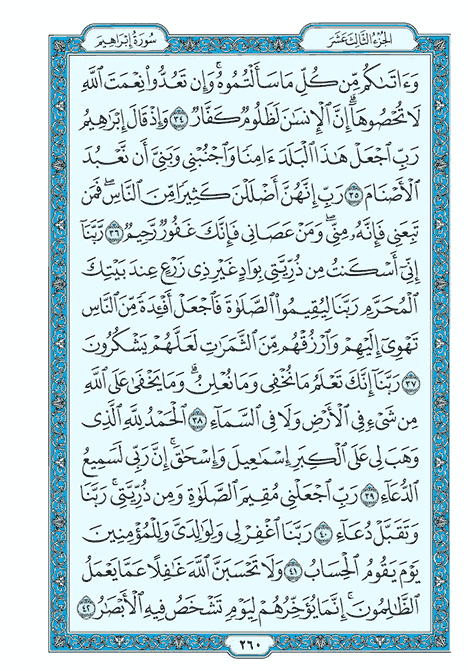 الجزء الثالث عشر
سورة إبراهيم
وَءَاتَىٰكُم مِّن كُلِّ مَا سَأَلْتُمُوهُ ۚ وَإِن تَعُدُّوا۟ نِعْمَتَ ٱللَّهِ
لَا تُحْصُوهَآ ۗ إِنَّ ٱلْإِنسَٰنَ لَظَلُومٌ كَفَّارٌ ٣٤ وَإِذْ قَالَ إِبْرَٰهِيمُ
رَبِّ ٱجْعَلْ هَٰذَا ٱلْبَلَدَ ءَامِنًا وَٱجْنُبْنِى وَبَنِىَّ أَن نَّعْبُدَ
ٱلْأَصْنَامَ ٣٥ رَبِّ إِنَّهُنَّ أَضْلَلْنَ كَثِيرًا مِّنَ ٱلنَّاسِ ۖ فَمَن
تَبِعَنِى فَإِنَّهُۥ مِنِّى ۖ وَمَنْ عَصَانِى فَإِنَّكَ غَفُورٌ رَّحِيمٌ ٣٦ رَّبَّنَآ
إِنِّىٓ أَسْكَنتُ مِن ذُرِّيَّتِى بِوَادٍ غَيْرِ ذِى زَرْعٍ عِندَ بَيْتِكَ
ٱلْمُحَرَّمِ رَبَّنَا لِيُقِيمُوا۟ ٱلصَّلَوٰةَ فَٱجْعَلْ أَفْـِٔدَةً مِّنَ ٱلنَّاسِ
تَهْوِىٓ إِلَيْهِمْ وَٱرْزُقْهُم مِّنَ ٱلثَّمَرَٰتِ لَعَلَّهُمْ يَشْكُرُونَ
٣٧ رَبَّنَآ إِنَّكَ تَعْلَمُ مَا نُخْفِى وَمَا نُعْلِنُ ۗ وَمَا يَخْفَىٰ عَلَى ٱللَّهِ
مِن شَىْءٍ فِى ٱلْأَرْضِ وَلَا فِى ٱلسَّمَآءِ ٣٨ ٱلْحَمْدُ لِلَّهِ ٱلَّذِى
وَهَبَ لِى عَلَى ٱلْكِبَرِ إِسْمَٰعِيلَ وَإِسْحَٰقَ ۚ إِنَّ رَبِّى لَسَمِيعُ
ٱلدُّعَآءِ ٣٩ رَبِّ ٱجْعَلْنِى مُقِيمَ ٱلصَّلَوٰةِ وَمِن ذُرِّيَّتِى ۚ رَبَّنَا
وَتَقَبَّلْ دُعَآءِ ٤٠ رَبَّنَا ٱغْفِرْ لِى وَلِوَٰلِدَىَّ وَلِلْمُؤْمِنِينَ
يَوْمَ يَقُومُ ٱلْحِسَابُ ٤١ وَلَا تَحْسَبَنَّ ٱللَّهَ غَٰفِلًا عَمَّا يَعْمَلُ
ٱلظَّٰلِمُونَ ۚ إِنَّمَا يُؤَخِّرُهُمْ لِيَوْمٍ تَشْخَصُ فِيهِ ٱلْأَبْصَٰرُ ٤٢
٢٦٠